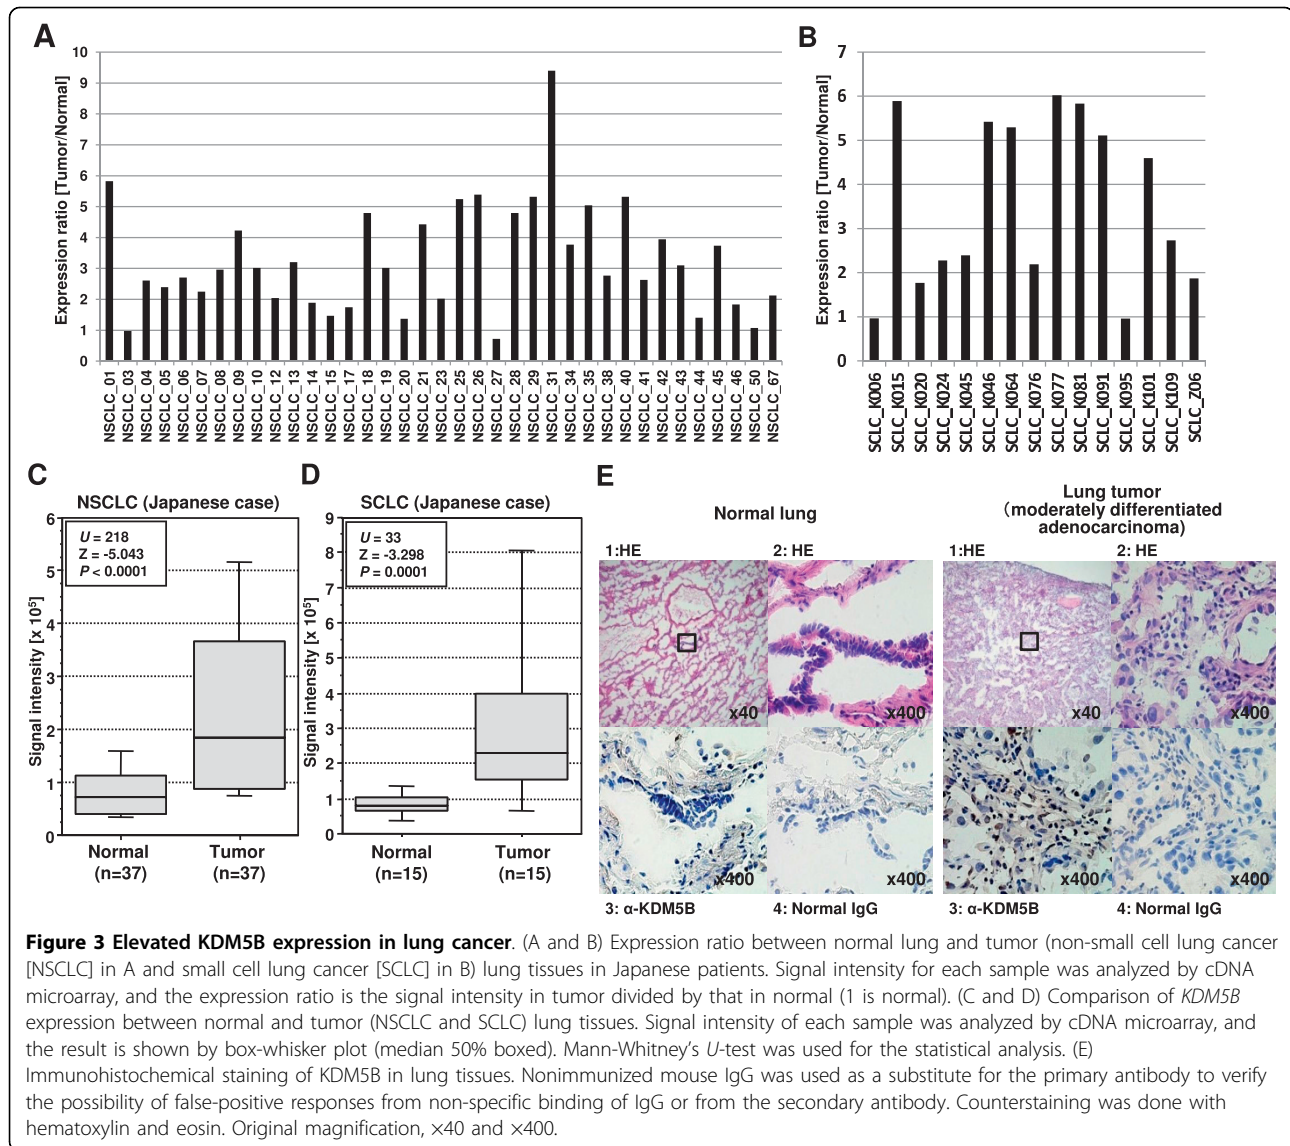 A
Expression ratio [Tumor/Normal]
10
9
8
7
6
5
4
3
2
1
0
NSCLC_01
NSCLC_03
NSCLC_04
NSCLC_05
NSCLC_06
NSCLC_07
NSCLC_08
NSCLC_09
NSCLC_10
NSCLC_12
NSCLC_13
NSCLC_14
NSCLC_15
NSCLC_17
NSCLC_18
NSCLC_19
NSCLC_20
NSCLC_21
NSCLC_23
NSCLC_25
NSCLC_26
NSCLC_27
NSCLC_28
NSCLC_29
NSCLC_31
NSCLC_34
NSCLC_35
NSCLC_38
NSCLC_40
NSCLC_41
NSCLC_42
NSCLC_43
NSCLC_44
NSCLC_45
NSCLC_46
NSCLC_50
NSCLC_67
B
Expression ratio [Tumor/Normal]
7
6
5
4
3
2
1
0
SCLC_K006
SCLC_K015
SCLC_K020
SCLC_K024
SCLC_K045
SCLC_K046
SCLC_K064
SCLC_K076
SCLC_K077
SCLC_K081
SCLC_K091
SCLC_K095
SCLC_K101
SCLC_K109
SCLC_Z06
C
NSCLC (Japanese case)
Signal intensity [x 10⁵]
6
5
4
3
2
1
0
U = 218
Z = -5.043
P < 0.0001
Normal
(n=37)
Tumor
(n=37)
D
SCLC (Japanese case)
Signal intensity [x 10⁵]
9
8
7
6
5
4
3
2
1
0
U = 33
Z = -3.298
P = 0.0001
Normal
(n=15)
Tumor
(n=15)
E
Normal lung
1:HE
2: HE
x40
x400
x400
x400
3: α-KDM5B
4: Normal IgG
Lung tumor
(moderately differentiated
adenocarcinoma)
1:HE
2: HE
x40
x400
x400
x400
3: α-KDM5B
4: Normal IgG
Figure 3 Elevated KDM5B expression in lung cancer. (A and B) Expression ratio between normal lung and tumor (non-small cell lung cancer
[NSCLC] in A and small cell lung cancer [SCLC] in B) lung tissues in Japanese patients. Signal intensity for each sample was analyzed by cDNA
microarray, and the expression ratio is the signal intensity in tumor divided by that in normal (1 is normal). (C and D) Comparison of KDM5B
expression between normal and tumor (NSCLC and SCLC) lung tissues. Signal intensity of each sample was analyzed by cDNA microarray, and
the result is shown by box-whisker plot (median 50% boxed). Mann-Whitney's U-test was used for the statistical analysis. (E)
Immunohistochemical staining of KDM5B in lung tissues. Nonimmunized mouse IgG was used as a substitute for the primary antibody to verify
the possibility of false-positive responses from non-specific binding of IgG or from the secondary antibody. Counterstaining was done with
hematoxylin and eosin. Original magnification, ×40 and ×400.